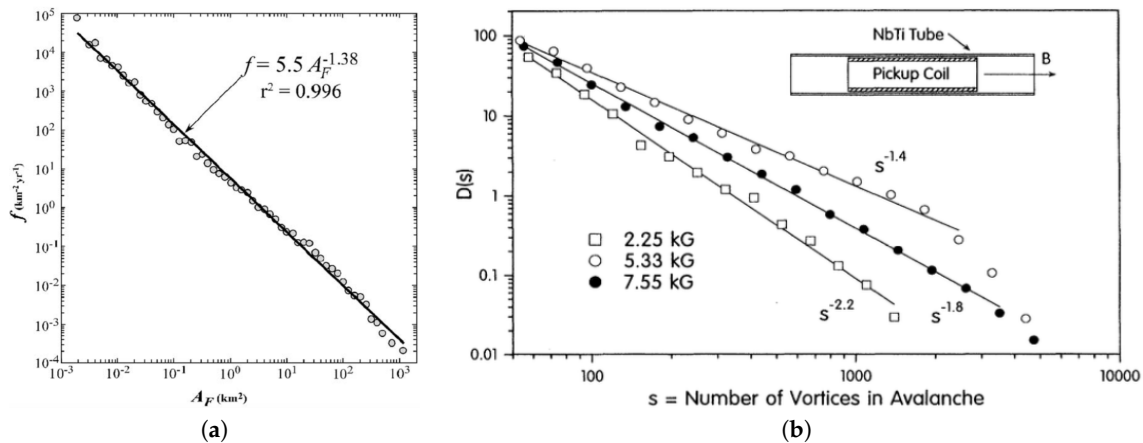 (a)
10^5
10^4
10^3
10^2
10^1
10^0
10^-1
10^-2
10^-3
10^-4
f (km^-2 yr^-1)
f = 5.5 A_F^-1.38
r^2 = 0.996
10^-3 10^-2 10^-1 10^0 10^1 10^2 10^3
A_F (km^2)
(a)
100
10
1
0.1
0.01
D(s)
NbTi Tube
B
Pickup Coil
s^-1.4
2.25 kG
5.33 kG
7.55 kG
s^-2.2
s^-1.8
100 1000 10000
s = Number of Vortices in Avalanche
(b)